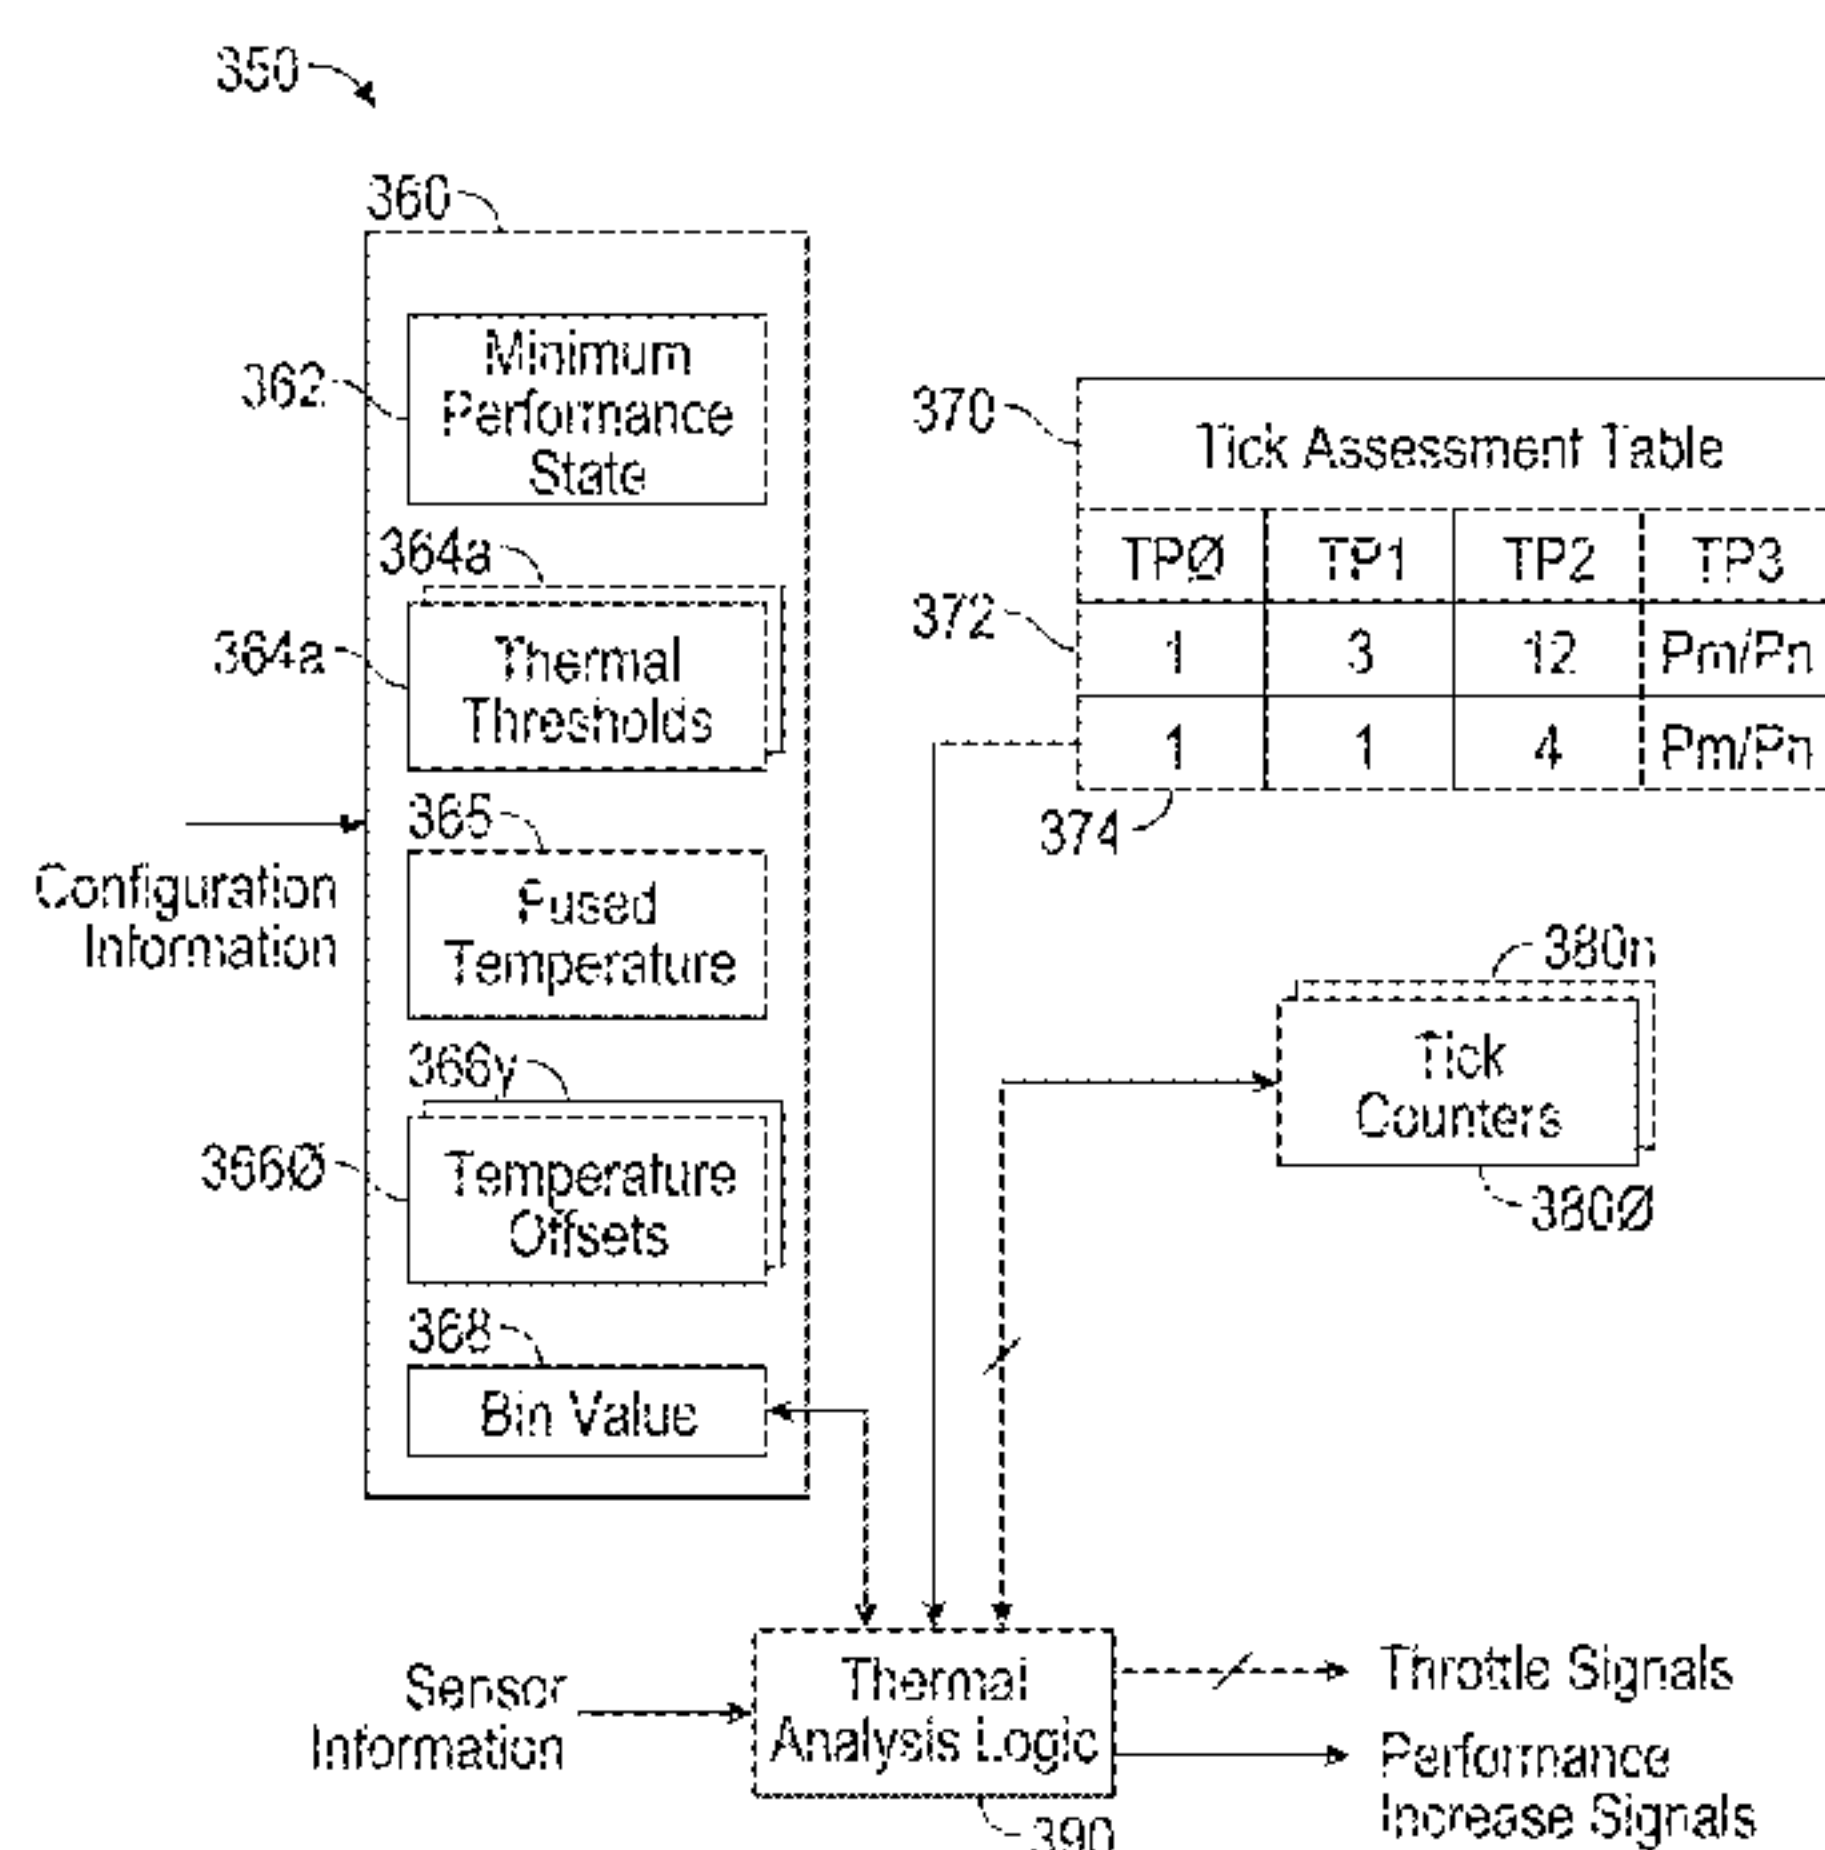 350
360
Minimum
Performance
State
362
364a
364a
Thermal
Thresholds
365
Fused
Temperature
Configuration
Information
366y
366Ø
Temperature
Offsets
368
Bin Value
370
Tick Assessment Table
TPØ TP1 TP2 TP3
372
1 3 12 Pm/Pn
1 1 4 Pm/Pn
374
380n
Tick
Counters
380Ø
Sensor
Information
Thermal
Analysis Logic
390
Throttle Signals
Performance
Increase Signals